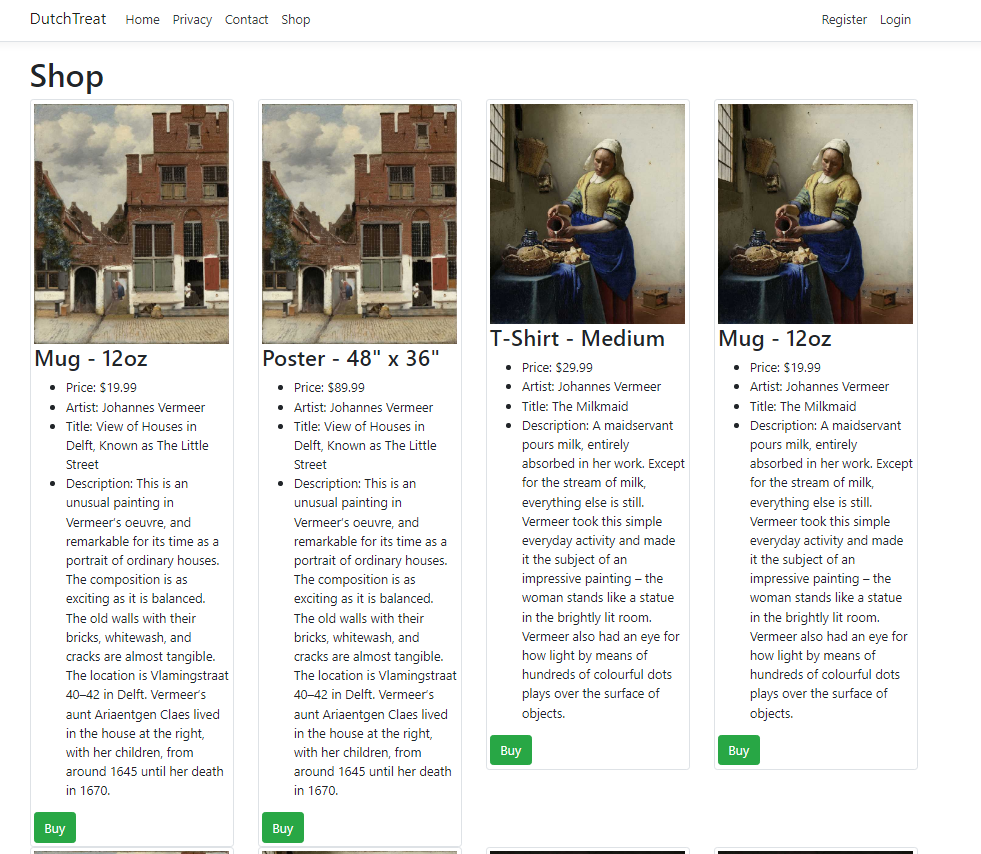 DutchTreat Home Privacy Contact Shop Register Login
Shop
Mug - 12oz
Price: $19.99
Artist: Johannes Vermeer
Title: View of Houses in
Delft, Known as The Little
Street
Description: This is an
unusual painting in
Vermeer's oeuvre, and
remarkable for its time as a
portrait of ordinary houses.
The composition is as
exciting as it is balanced.
The old walls with their
bricks, whitewash, and
cracks are almost tangible.
The location is Vlamingstraat
40–42 in Delft. Vermeer's
aunt Ariaentgen Claes lived
in the house at the right,
with her children, from
around 1645 until her death
in 1670.
Buy
Poster - 48" x 36"
Price: $89.99
Artist: Johannes Vermeer
Title: View of Houses in
Delft, Known as The Little
Street
Description: This is an
unusual painting in
Vermeer's oeuvre, and
remarkable for its time as a
portrait of ordinary houses.
The composition is as
exciting as it is balanced.
The old walls with their
bricks, whitewash, and
cracks are almost tangible.
The location is Vlamingstraat
40–42 in Delft. Vermeer's
aunt Ariaentgen Claes lived
in the house at the right,
with her children, from
around 1645 until her death
in 1670.
Buy
T-Shirt - Medium
Price: $29.99
Artist: Johannes Vermeer
Title: The Milkmaid
Description: A maidservant
pours milk, entirely
absorbed in her work. Except
for the stream of milk,
everything else is still.
Vermeer took this simple
everyday activity and made
it the subject of an
impressive painting – the
woman stands like a statue
in the brightly lit room.
Vermeer also had an eye for
how light by means of
hundreds of colourful dots
plays over the surface of
objects.
Buy
Mug - 12oz
Price: $19.99
Artist: Johannes Vermeer
Title: The Milkmaid
Description: A maidservant
pours milk, entirely
absorbed in her work. Except
for the stream of milk,
everything else is still.
Vermeer took this simple
everyday activity and made
it the subject of an
impressive painting – the
woman stands like a statue
in the brightly lit room.
Vermeer also had an eye for
how light by means of
hundreds of colourful dots
plays over the surface of
objects.
Buy